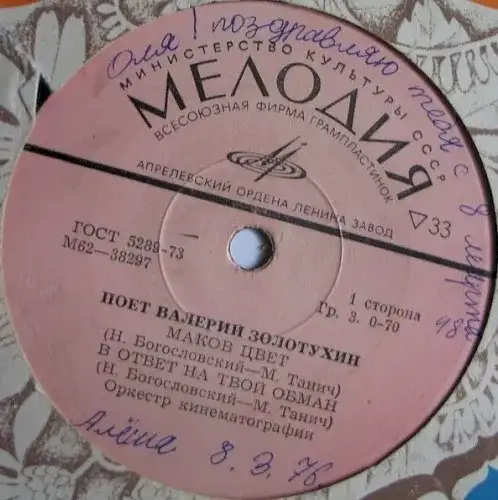 Оля! поздравляю тебя с 8 марта
МИНИСТЕРСТВО КУЛЬТУРЫ СССР
МЕЛОДИЯ
ВСЕСОЮЗНАЯ ФИРМА ГРАМПЛАСТИНОК
АПРЕЛЕВСКИЙ ОРДЕНА ЛЕНИНА ЗАВОД
33
ГОСТ 5289-73
М62—38297
1 сторона
Гр. 3. 0-70
ПОЕТ ВАЛЕРИЙ ЗОЛОТУХИН
МАКОВ ЦВЕТ
(Н. Богословский—М. Танич)
В ОТВЕТ НА ТВОЙ ОБМАН
(Н. Богословский—М. Танич)
Оркестр кинематографии
Алёна 8.3.76.